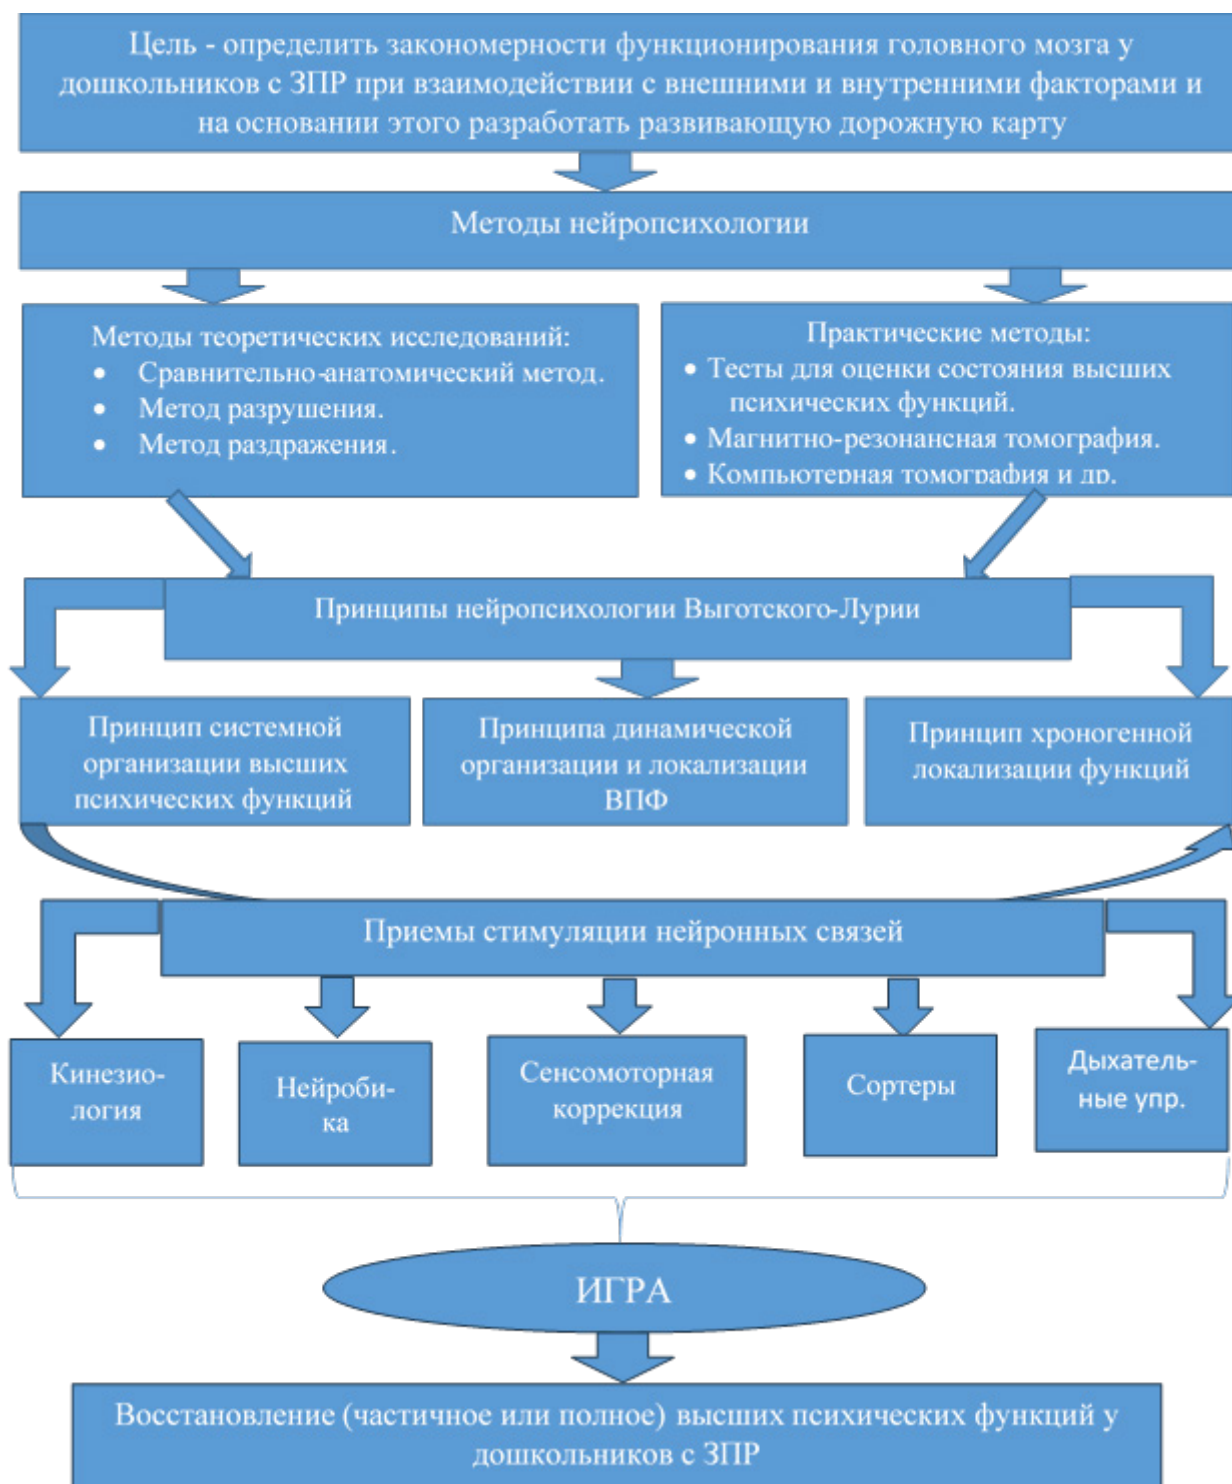 Цель - определить закономерности функционирования головного мозга у
дошкольников с ЗПР при взаимодействии с внешними и внутренними факторами и
на основании этого разработать развивающую дорожную карту
Методы нейропсихологии
Методы теоретических исследований:
• Сравнительно-анатомический метод.
• Метод разрушения.
• Метод раздражения.
Практические методы:
• Тесты для оценки состояния высших
психических функций.
• Магнитно-резонансная томография.
• Компьютерная томография и др.
Принципы нейропсихологии Выготского-Лурии
Принцип системной
организации высших
психических функций
Принципа динамической
организации и локализации
ВПФ
Принцип хроногенной
локализации функций
Приемы стимуляции нейронных связей
Кинезио-
логия
Нейроби-
ка
Сенсомоторная
коррекция
Сортеры
Дыхатель-
ные упр.
ИГРА
Восстановление (частичное или полное) высших психических функций у
дошкольников с ЗПР